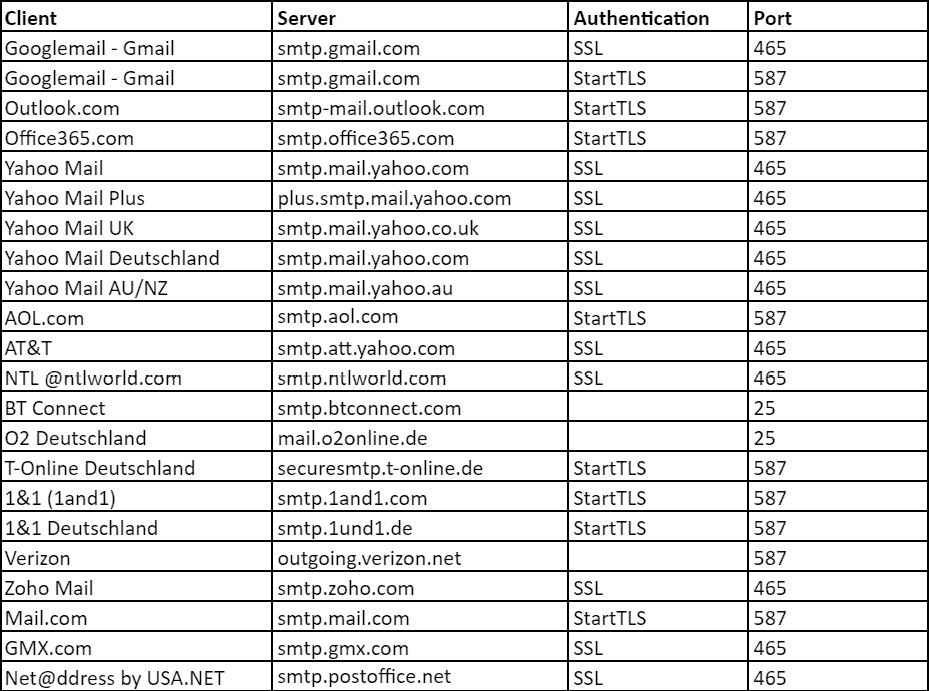 Client Server Authentication Port
Googlemail - Gmail smtp.gmail.com SSL 465
Googlemail - Gmail smtp.gmail.com StartTLS 587
Outlook.com smtp-mail.outlook.com StartTLS 587
Office365.com smtp.office365.com StartTLS 587
Yahoo Mail smtp.mail.yahoo.com SSL 465
Yahoo Mail Plus plus.smtp.mail.yahoo.com SSL 465
Yahoo Mail UK smtp.mail.yahoo.co.uk SSL 465
Yahoo Mail Deutschland smtp.mail.yahoo.com SSL 465
Yahoo Mail AU/NZ smtp.mail.yahoo.au SSL 465
AOL.com smtp.aol.com StartTLS 587
AT&T smtp.att.yahoo.com SSL 465
NTL @ntlworld.com smtp.ntlworld.com SSL 465
BT Connect smtp.btconnect.com 25
O2 Deutschland mail.o2online.de 25
T-Online Deutschland securesmtp.t-online.de StartTLS 587
1&1 (1and1) smtp.1and1.com StartTLS 587
1&1 Deutschland smtp.1und1.de StartTLS 587
Verizon outgoing.verizon.net 587
Zoho Mail smtp.zoho.com SSL 465
Mail.com smtp.mail.com StartTLS 587
GMX.com smtp.gmx.com SSL 465
Net@ddress by USA.NET smtp.postoffice.net SSL 465